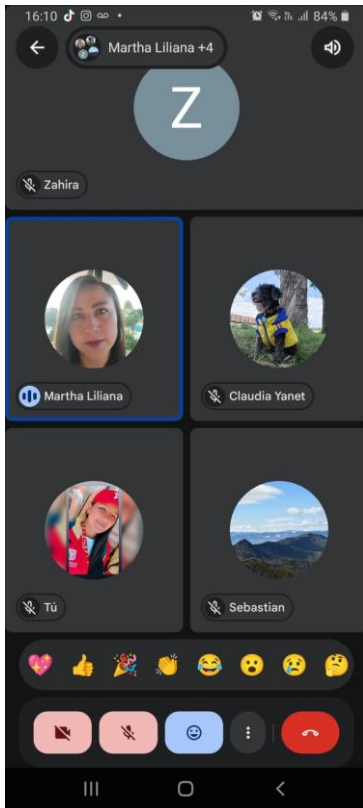 16:10 84%
Martha Liliana +4
Z
Zahira
Martha Liliana
Claudia Yanet
Tú
Sebastian